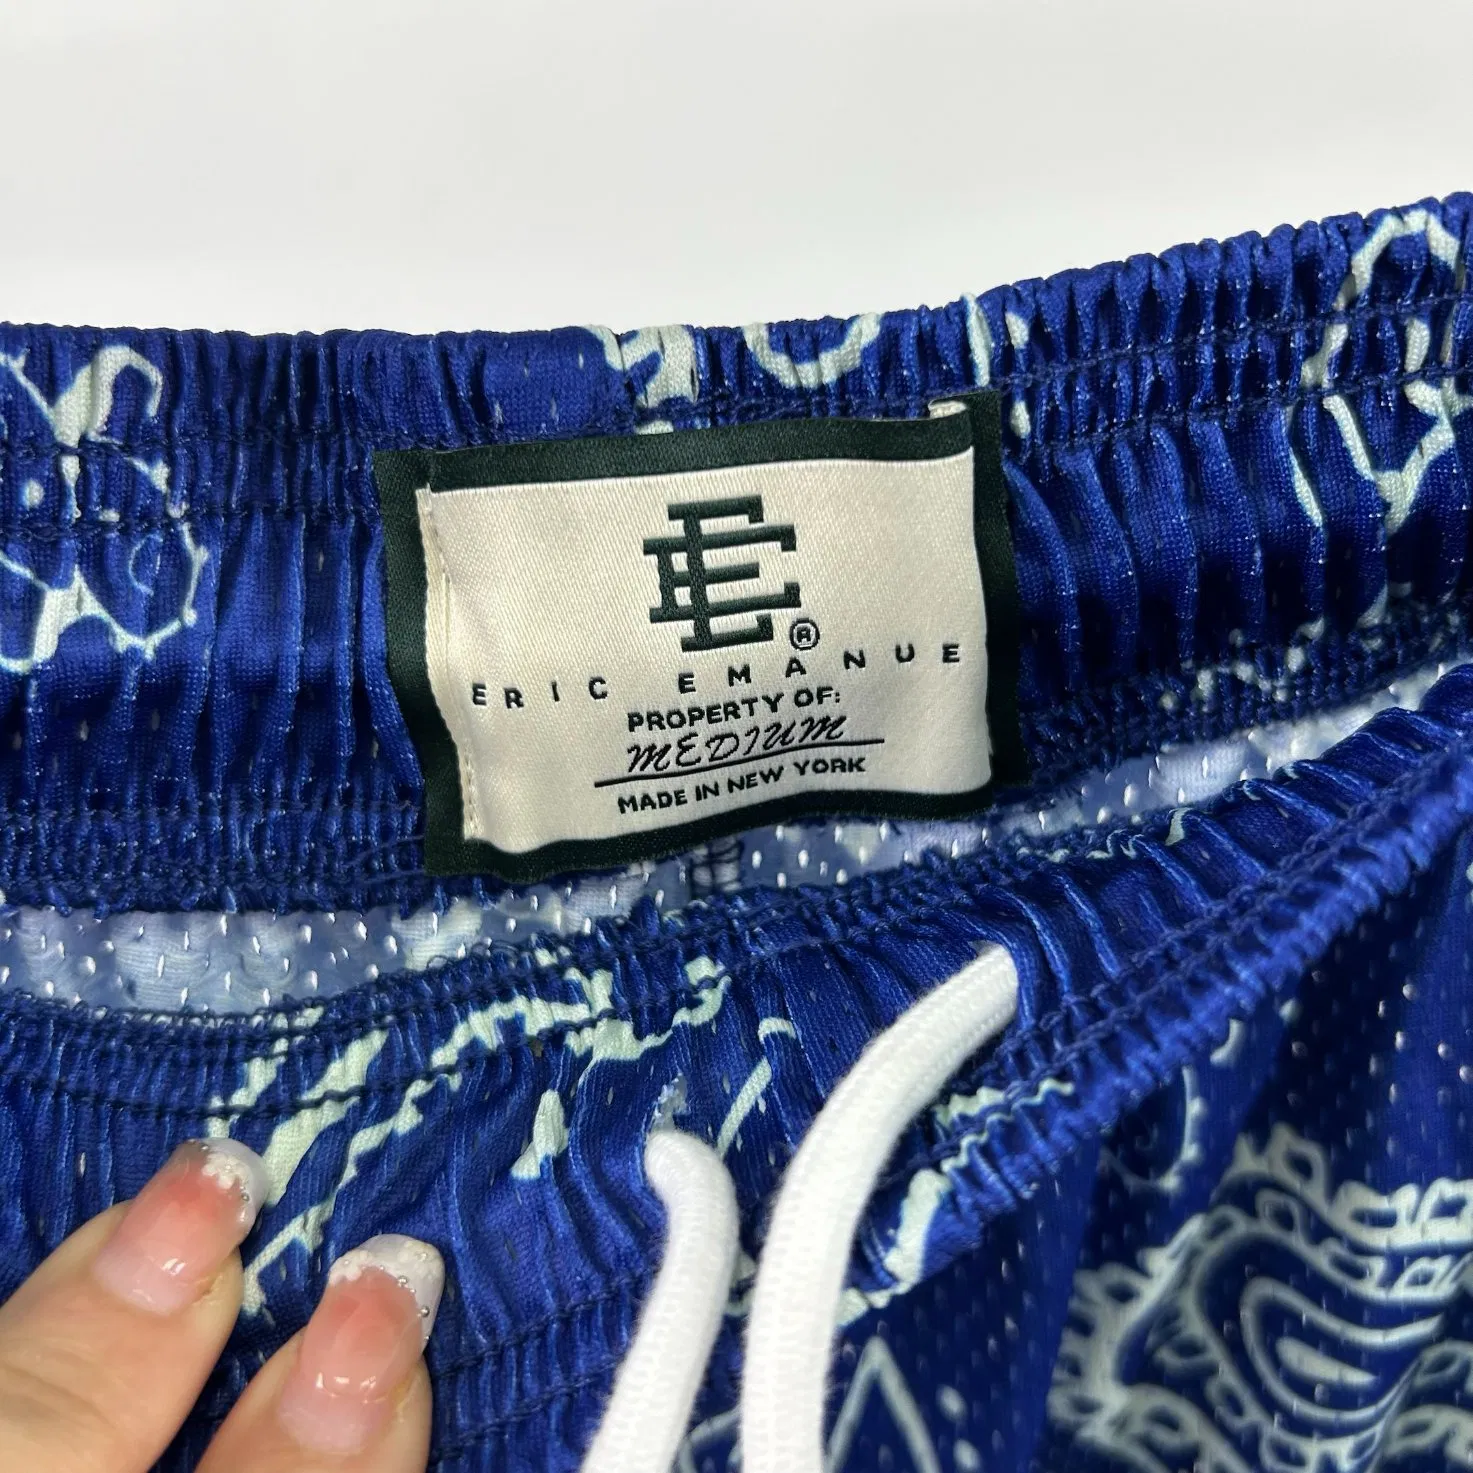 EE®
ERIC EMANUE
PROPERTY OF:
MEDIUM
MADE IN NEW YORK